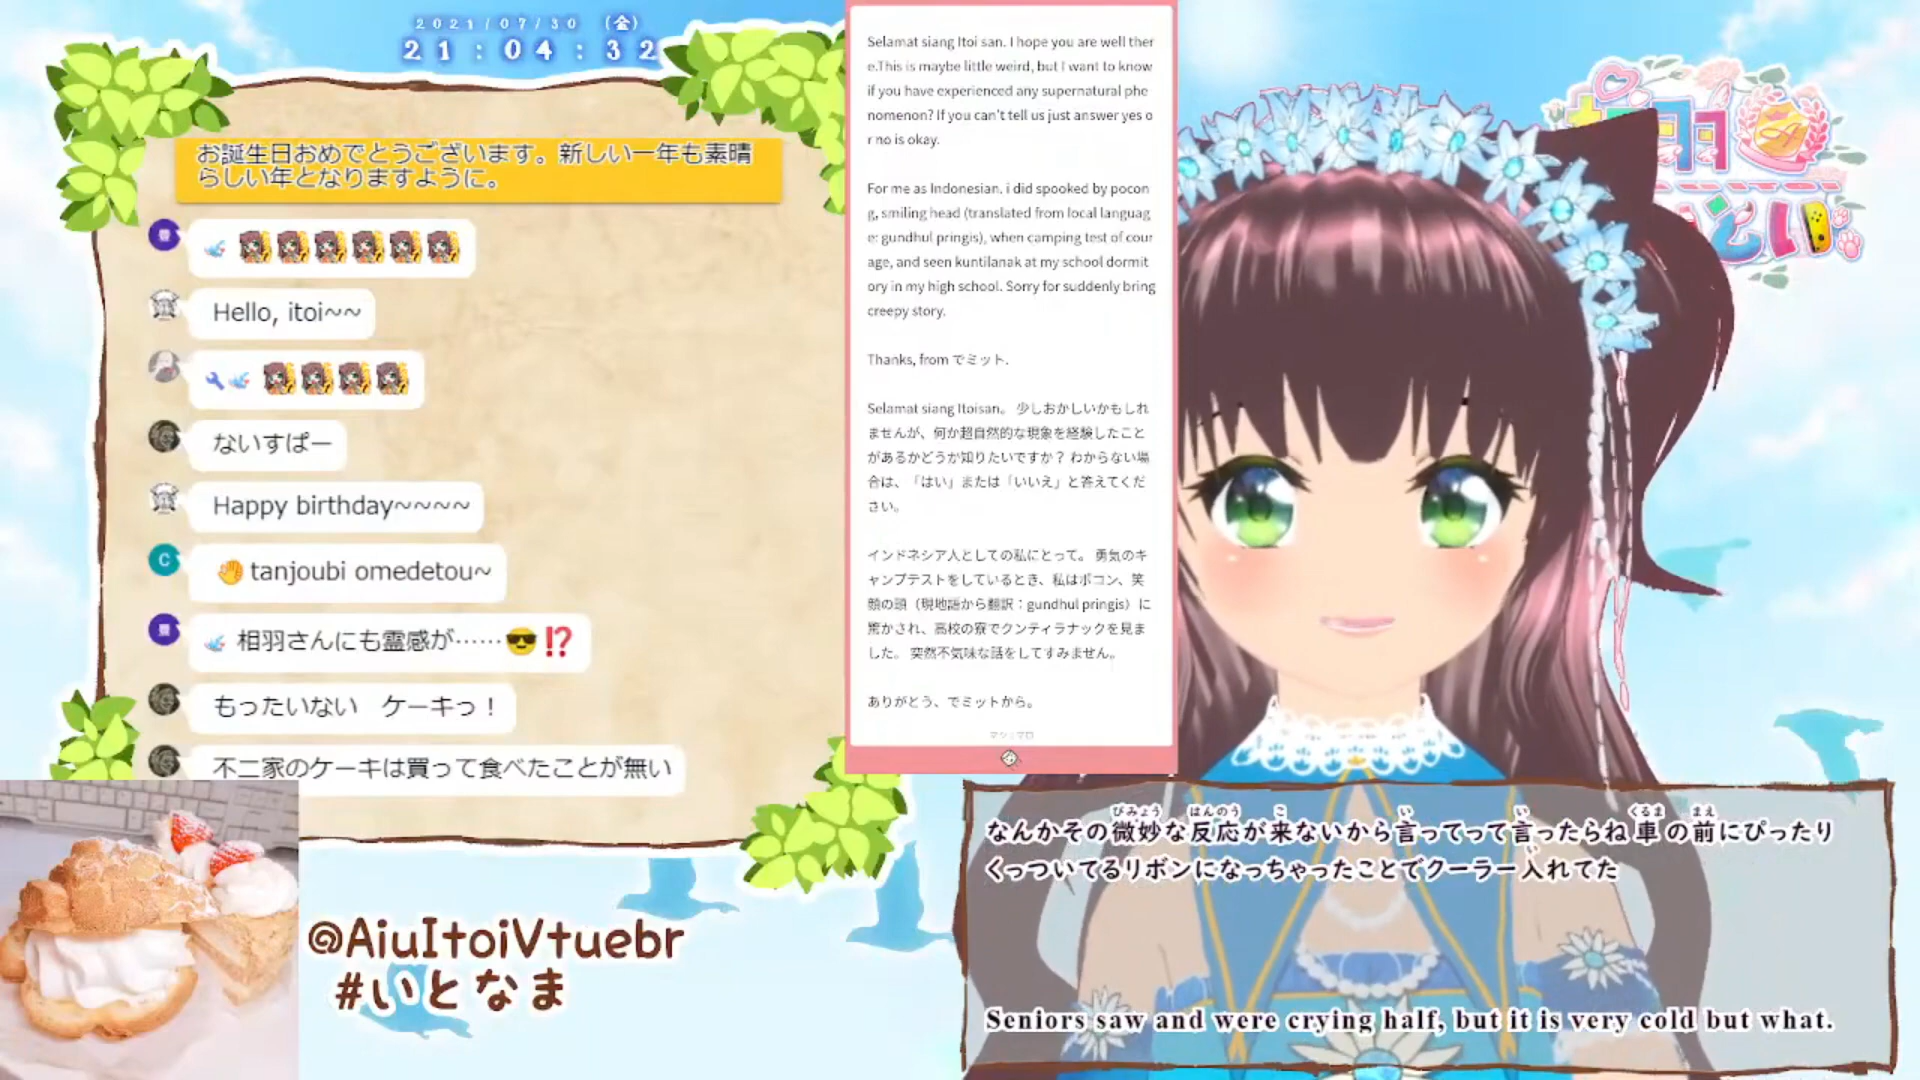 2021/07/30 (金)
21:04:32
お誕生日おめでとうございます。新しい一年も素晴
らしい年となりますように。
Hello, itoi~~
ないすぱー
Happy birthday~~~~
C
tanjoubi omedetou~
相羽さんにも霊感が……😎⁉
もったいない　ケーキっ！
不二家のケーキは買って食べたことが無い
@AiuItoiVtuebr
#いとなま
Selamat siang Itoi san. I hope you are well ther
e.This is maybe little weird, but I want to know
if you have experienced any supernatural phe
nomenon? If you can't tell us just answer yes o
r no is okay.
For me as Indonesian. i did spooked by pocon
g, smiling head (translated from local languag
e: gundhul pringis), when camping test of cour
age, and seen kuntilanak at my school dormit
ory in my high school. Sorry for suddenly bring
creepy story.
Thanks, from でミット.
Selamat siang Itoisan。 少しおかしいかもしれ
ませんが、何か超自然的な現象を経験したこと
があるかどうか知りたいですか？ わからない場
合は、「はい」または「いいえ」と答えてくだ
さい。
インドネシア人としての私にとって。 勇気のキ
ャンプテストをしているとき、私はポコン、笑
顔の頭（現地語から翻訳：gundhul pringis）に
驚かされ、高校の寮でクンティラナックを見ま
した。 突然不気味な話をしてすみません。
ありがとう、でミットから。
マシュマロ
相羽
いとい
なんかその微妙な反応が来ないから言ってって言ったらね車の前にぴったり
くっついてるリボンになっちゃったことでクーラー入れてた
Seniors saw and were crying half, but it is very cold but what.